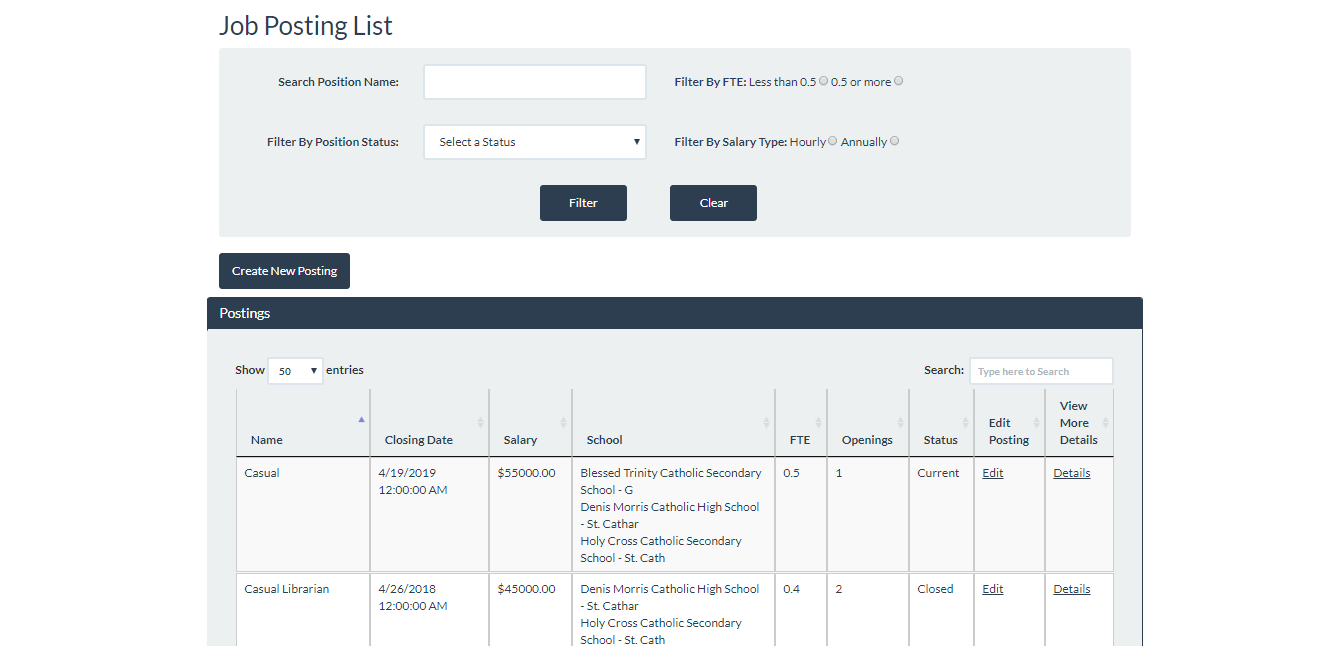 Job Posting List
Search Position Name:
Filter By FTE: Less than 0.5 0.5 or more
Filter By Position Status:
Select a Status
Filter By Salary Type: Hourly Annually
Filter
Clear
Create New Posting
Postings
Show 50 entries
Search: Type here to Search
Name
Closing Date
Salary
School
FTE
Openings
Status
Edit
Posting
View
More
Details
Casual
4/19/2019
12:00:00 AM
$55000.00
Blessed Trinity Catholic Secondary
School - G
Denis Morris Catholic High School
- St. Cathar
Holy Cross Catholic Secondary
School - St. Cath
0.5
1
Current
Edit
Details
Casual Librarian
4/26/2018
12:00:00 AM
$45000.00
Denis Morris Catholic High School
- St. Cathar
Holy Cross Catholic Secondary
School - St. Cath
0.4
2
Closed
Edit
Details